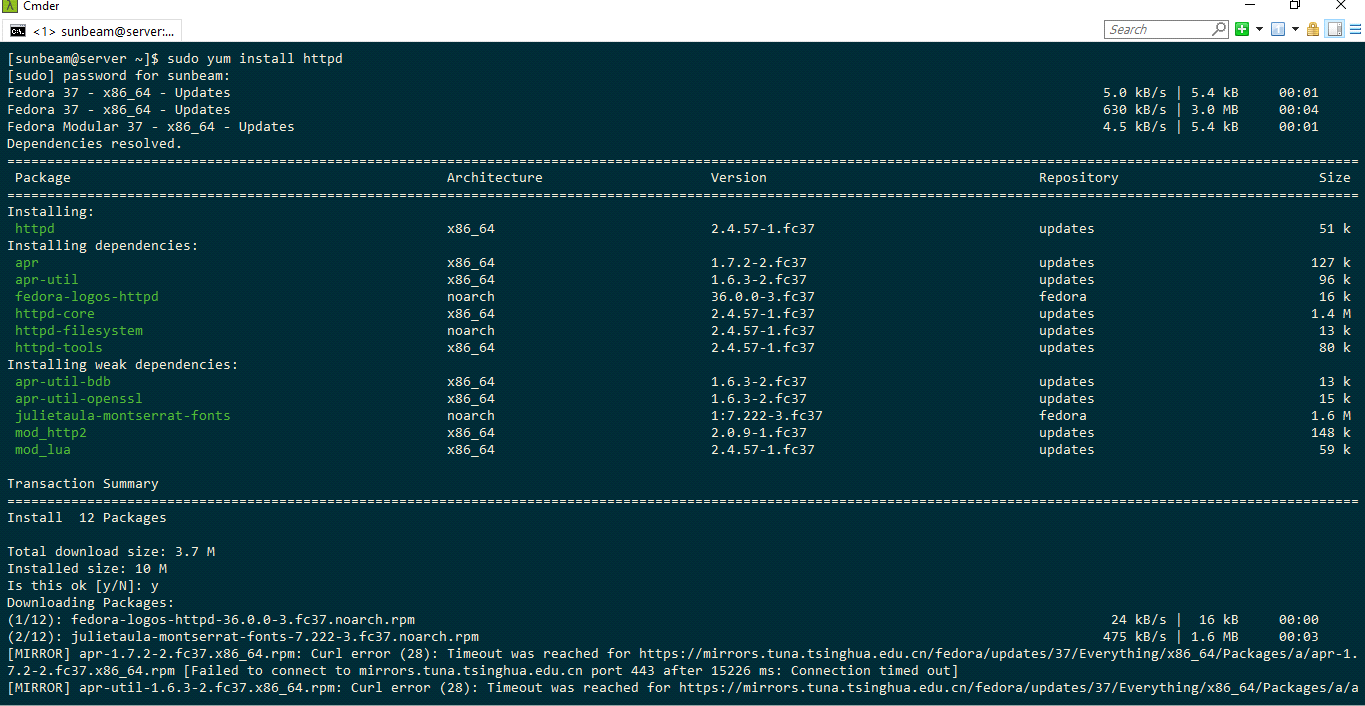 λ Cmder
<1> sunbeam@server:...
Search
[sunbeam@server ~]$ sudo yum install httpd
[sudo] password for sunbeam:
Fedora 37 - x86_64 - Updates 5.0 kB/s | 5.4 kB 00:01
Fedora 37 - x86_64 - Updates 630 kB/s | 3.0 MB 00:04
Fedora Modular 37 - x86_64 - Updates 4.5 kB/s | 5.4 kB 00:01
Dependencies resolved.
Package Architecture Version Repository Size
Installing:
httpd x86_64 2.4.57-1.fc37 updates 51 k
Installing dependencies:
apr x86_64 1.7.2-2.fc37 updates 127 k
apr-util x86_64 1.6.3-2.fc37 updates 96 k
fedora-logos-httpd noarch 36.0.0-3.fc37 fedora 16 k
httpd-core x86_64 2.4.57-1.fc37 updates 1.4 M
httpd-filesystem noarch 2.4.57-1.fc37 updates 13 k
httpd-tools x86_64 2.4.57-1.fc37 updates 80 k
Installing weak dependencies:
apr-util-bdb x86_64 1.6.3-2.fc37 updates 13 k
apr-util-openssl x86_64 1.6.3-2.fc37 updates 15 k
julietaula-montserrat-fonts noarch 1:7.222-3.fc37 fedora 1.6 M
mod_http2 x86_64 2.0.9-1.fc37 updates 148 k
mod_lua x86_64 2.4.57-1.fc37 updates 59 k
Transaction Summary
Install 12 Packages
Total download size: 3.7 M
Installed size: 10 M
Is this ok [y/N]: y
Downloading Packages:
(1/12): fedora-logos-httpd-36.0.0-3.fc37.noarch.rpm 24 kB/s | 16 kB 00:00
(2/12): julietaula-montserrat-fonts-7.222-3.fc37.noarch.rpm 475 kB/s | 1.6 MB 00:03
[MIRROR] apr-1.7.2-2.fc37.x86_64.rpm: Curl error (28): Timeout was reached for https://mirrors.tuna.tsinghua.edu.cn/fedora/updates/37/Everything/x86_64/Packages/a/apr-1.
7.2-2.fc37.x86_64.rpm [Failed to connect to mirrors.tuna.tsinghua.edu.cn port 443 after 15226 ms: Connection timed out]
[MIRROR] apr-util-1.6.3-2.fc37.x86_64.rpm: Curl error (28): Timeout was reached for https://mirrors.tuna.tsinghua.edu.cn/fedora/updates/37/Everything/x86_64/Packages/a/a